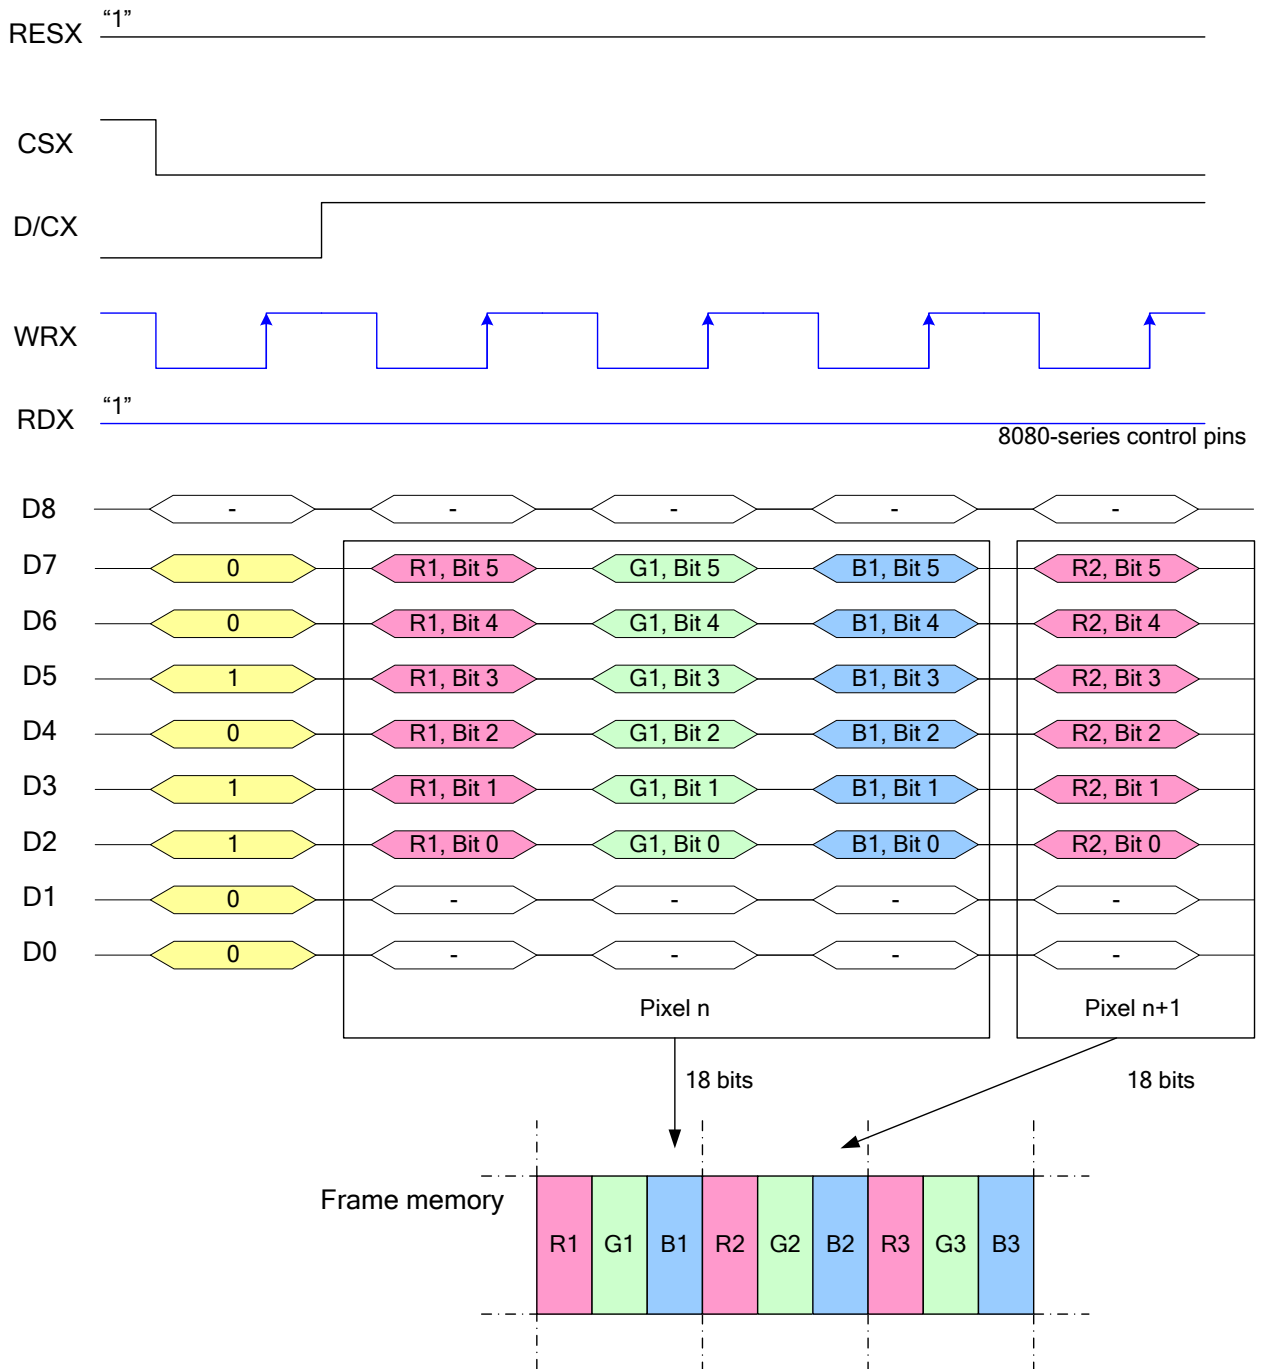 RESX "1"
CSX
D/CX
WRX
RDX "1"
8080-series control pins
D8 - - - - -
D7 0 R1, Bit 5 G1, Bit 5 B1, Bit 5 R2, Bit 5
D6 0 R1, Bit 4 G1, Bit 4 B1, Bit 4 R2, Bit 4
D5 1 R1, Bit 3 G1, Bit 3 B1, Bit 3 R2, Bit 3
D4 0 R1, Bit 2 G1, Bit 2 B1, Bit 2 R2, Bit 2
D3 1 R1, Bit 1 G1, Bit 1 B1, Bit 1 R2, Bit 1
D2 1 R1, Bit 0 G1, Bit 0 B1, Bit 0 R2, Bit 0
D1 0 - - - -
D0 0 - - - -
Pixel n Pixel n+1
18 bits 18 bits
Frame memory
R1 G1 B1 R2 G2 B2 R3 G3 B3